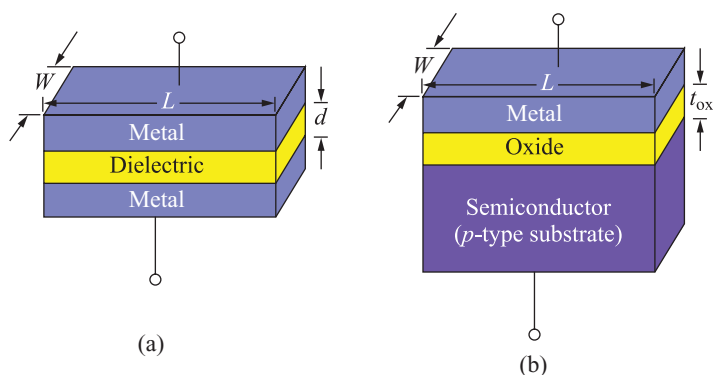 W
L
d
Metal
Dielectric
Metal
(a)
W
L
t_ox
Metal
Oxide
Semiconductor
(p-type substrate)
(b)